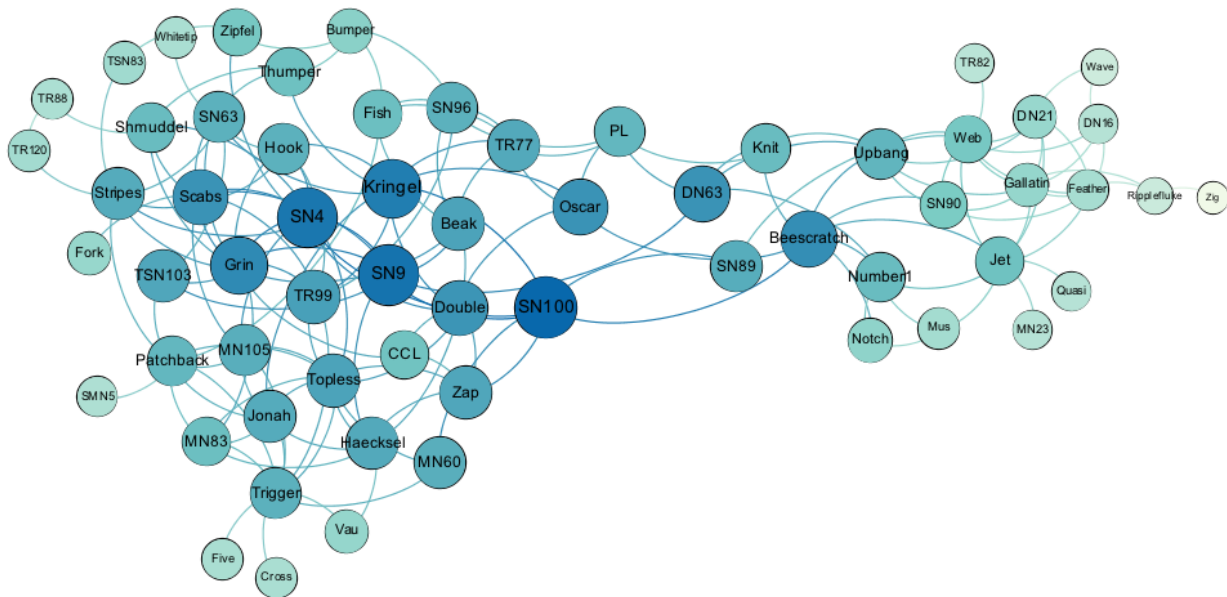 Whitetip
Zipfel
Bumper
TSN83
Thumper
TR82
Wave
TR88
Shmuddel
SN63
Fish
SN96
DN21
DN16
TR120
Hook
TR77
PL
Knit
Upbang
Web
Stripes
Scabs
Kringel
DN63
Gallatin
Feather
Ripplefluke
Zig
SN4
Beak
Oscar
SN90
Fork
TSN103
Grin
SN9
SN89
Beescratch
Number1
Jet
TR99
Double
SN100
Quasi
Patchback
MN105
CCL
Notch
Mus
MN23
SMN5
Topless
Zap
Jonah
MN83
Haecksel
MN60
Trigger
Vau
Five
Cross